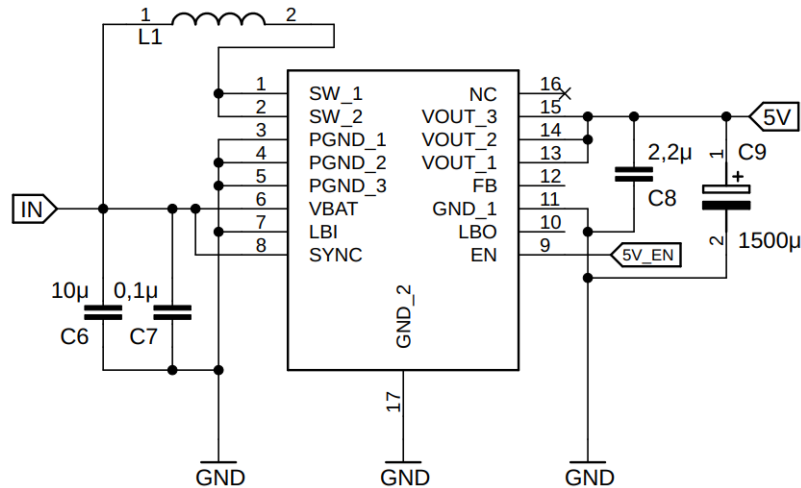 1 2
L1
1 SW_1 NC 16
2 SW_2 VOUT_3 15 5V
3 PGND_1 VOUT_2 14
4 PGND_2 VOUT_1 13 2,2µ 1 C9
5 PGND_3 FB 12 + C8
IN 6 VBAT GND_1 11
7 LBI LBO 10 2 1500µ
8 SYNC EN 9 5V_EN
10µ 0,1µ
GND_2
C6 C7
17
GND GND GND